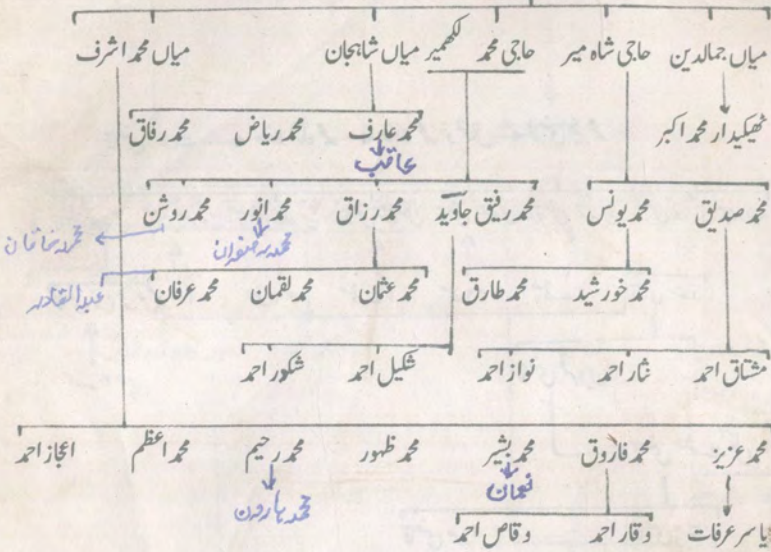 میاں جمالدین حاجی شاہ میر حاجی محمد لکھمیر میاں شاہجان میاں محمد اشرف
ٹھیکیدار محمد اکبر محمد عارف محمد ریاض محمد رفاق
عاقب
محمد صدیق محمد یونس محمد رفیق جاوید محمد رزاق محمد انور محمد روشن
محمد رضوان
محمد خورشید محمد طارق محمد عثمان محمد لقمان محمد عرفان عبدالقادر
مشتاق احمد نثار احمد نواز احمد شکیل احمد شکور احمد
محمد عزیز محمد فاروق محمد بشیر محمد ظہور محمد رحیم محمد اعظم اعجاز احمد
نعمان محمد ہارون
یاسر عرفات وقار احمد وقاص احمد